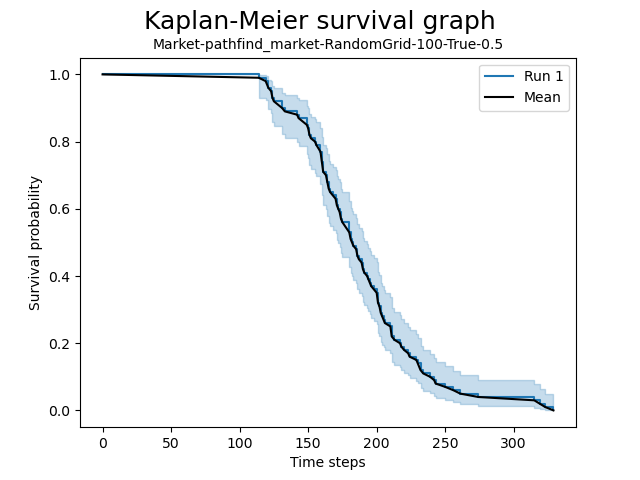 Kaplan-Meier survival graph
Market-pathfind_market-RandomGrid-100-True-0.5
Run 1
Mean
Survival probability
1.0
0.8
0.6
0.4
0.2
0.0
0 50 100 150 200 250 300
Time steps